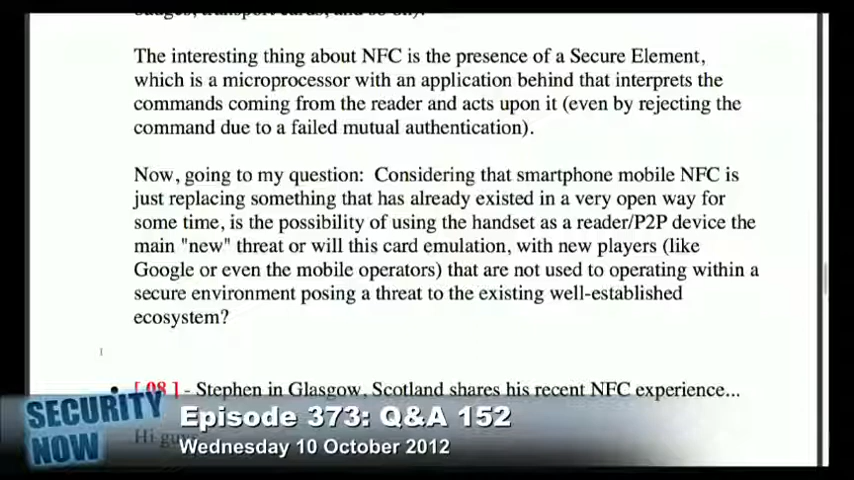 The interesting thing about NFC is the presence of a Secure Element,
which is a microprocessor with an application behind that interprets the
commands coming from the reader and acts upon it (even by rejecting the
command due to a failed mutual authentication).
Now, going to my question:  Considering that smartphone mobile NFC is
just replacing something that has already existed in a very open way for
some time, is the possibility of using the handset as a reader/P2P device the
main "new" threat or will this card emulation, with new players (like
Google or even the mobile operators) that are not used to operating within a
secure environment posing a threat to the existing well-established
ecosystem?
[ 08 ] - Stephen in Glasgow, Scotland shares his recent NFC experience...
SECURITY NOW
Episode 373: Q&A 152
Wednesday 10 October 2012
Hi